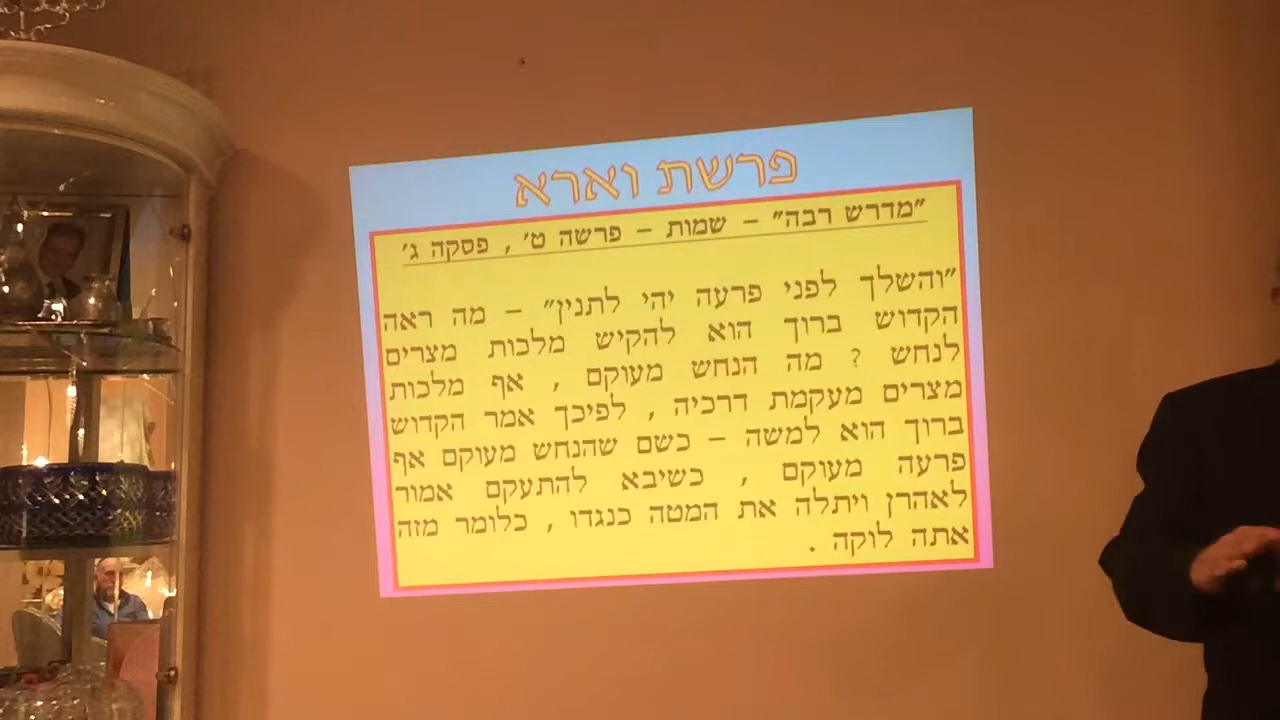 פרשת וארא
"מדרש רבה" – שמות – פרשה ט' , פסקה ג'
"והשלך לפני פרעה יהי לתנין" – מה ראה
הקדוש ברוך הוא להקיש מלכות מצרים
לנחש ? מה הנחש מעוקם , אף מלכות
מצרים מעקמת דרכיה , לפיכך אמר הקדוש
ברוך הוא למשה – כשם שהנחש מעוקם אף
פרעה מעוקם , כשיבא להתעקם אמור
לאהרן ויתלה את המטה כנגדו , כלומר מזה
אתה לוקה .